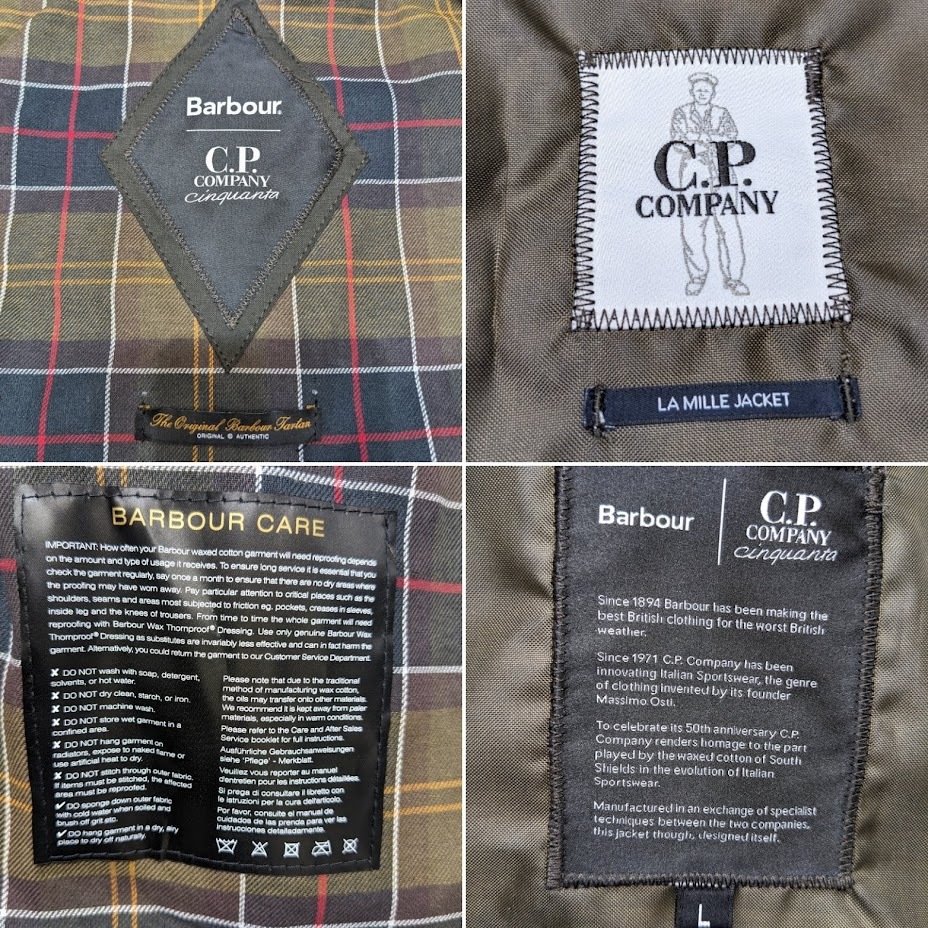 Barbour.
C.P.
COMPANY
cinquanta
The Original Barbour Tartan
ORIGINAL & AUTHENTIC
C.P.
COMPANY
LA MILLE JACKET
BARBOUR CARE
IMPORTANT: How often your Barbour waxed cotton garment will need reproofing depends
on the amount and type of usage it receives. To ensure long service it is essential that you
check the garment regularly, say once a month to ensure that there are no dry areas where
the proofing may have worn away. Pay particular attention to critical places such as the
shoulders, seams and areas most subjected to friction eg. pockets, creases in sleeves,
inside leg and the knees of trousers. From time to time the whole garment will need
reproofing with Barbour Wax Thornproof® Dressing. Use only genuine Barbour Wax
Thornproof® Dressing as substitutes are invariably less effective and can in fact harm the
garment. Alternatively, you could return the garment to our Customer Service Department.
✘ DO NOT wash with soap, detergent,
solvents, or hot water.
✘ DO NOT dry clean, starch, or iron.
✘ DO NOT machine wash.
✘ DO NOT store wet garment in a
confined area.
✘ DO NOT hang garment on
radiators, expose to naked flame or
use artificial heat to dry.
✘ DO NOT stitch through outer fabric.
If items must be stitched, the affected
area must be reproofed.
✔ DO sponge down outer fabric
with cold water when soiled and
brush off grit etc.
✔ DO hang garment in a dry, airy
place to dry off naturally.
Please note that due to the traditional
method of manufacturing wax cotton,
the oils may transfer onto other materials.
We recommend it is kept away from paler
materials, especially in warm conditions.
Please refer to the Care and After Sales
Service booklet for full instructions.
Ausführliche Gebrauchsanweisungen
siehe 'Pflege' - Merkblatt.
Veuillez vous reporter au manuel
d'entretien pour les instructions détaillées.
Si prega di consultare il libretto con
le istruzioni per la cura dell'articolo.
Por favor, consulte el manual de
cuidados de las prenda para ver las
instrucciones detalladamente.
Barbour
C.P.
COMPANY
cinquanta
Since 1894 Barbour has been making the
best British clothing for the worst British
weather.
Since 1971 C.P. Company has been
innovating Italian Sportswear, the genre
of clothing invented by its founder
Massimo Osti.
To celebrate its 50th anniversary C.P.
Company renders homage to the part
played by the waxed cotton of South
Shields in the evolution of Italian
Sportswear.
Manufactured in an exchange of specialist
techniques between the two companies,
this jacket though, designed itself.
L